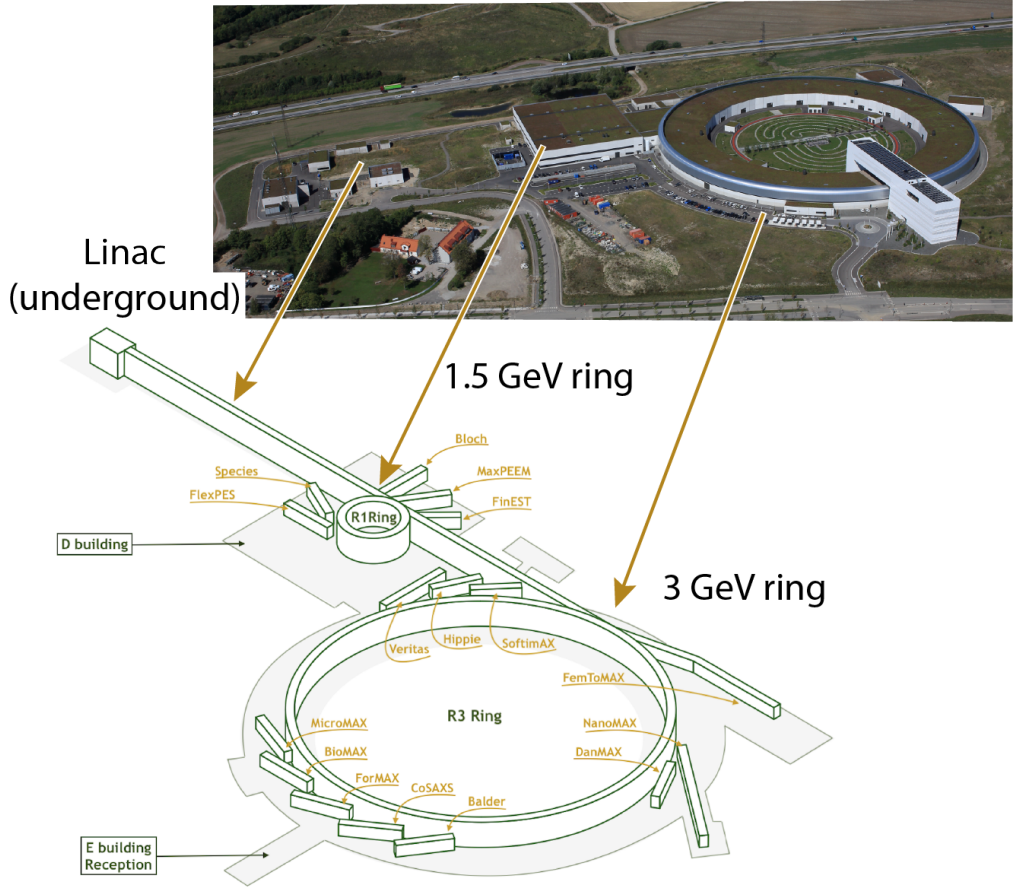 Linac
(underground)
1.5 GeV ring
Bloch
Species
MaxPEEM
FlexPES
FinEST
R1Ring
D building
3 GeV ring
Veritas
Hippie
SoftimAX
FemToMAX
R3 Ring
MicroMAX
NanoMAX
BioMAX
DanMAX
ForMAX
CoSAXS
Balder
E building
Reception